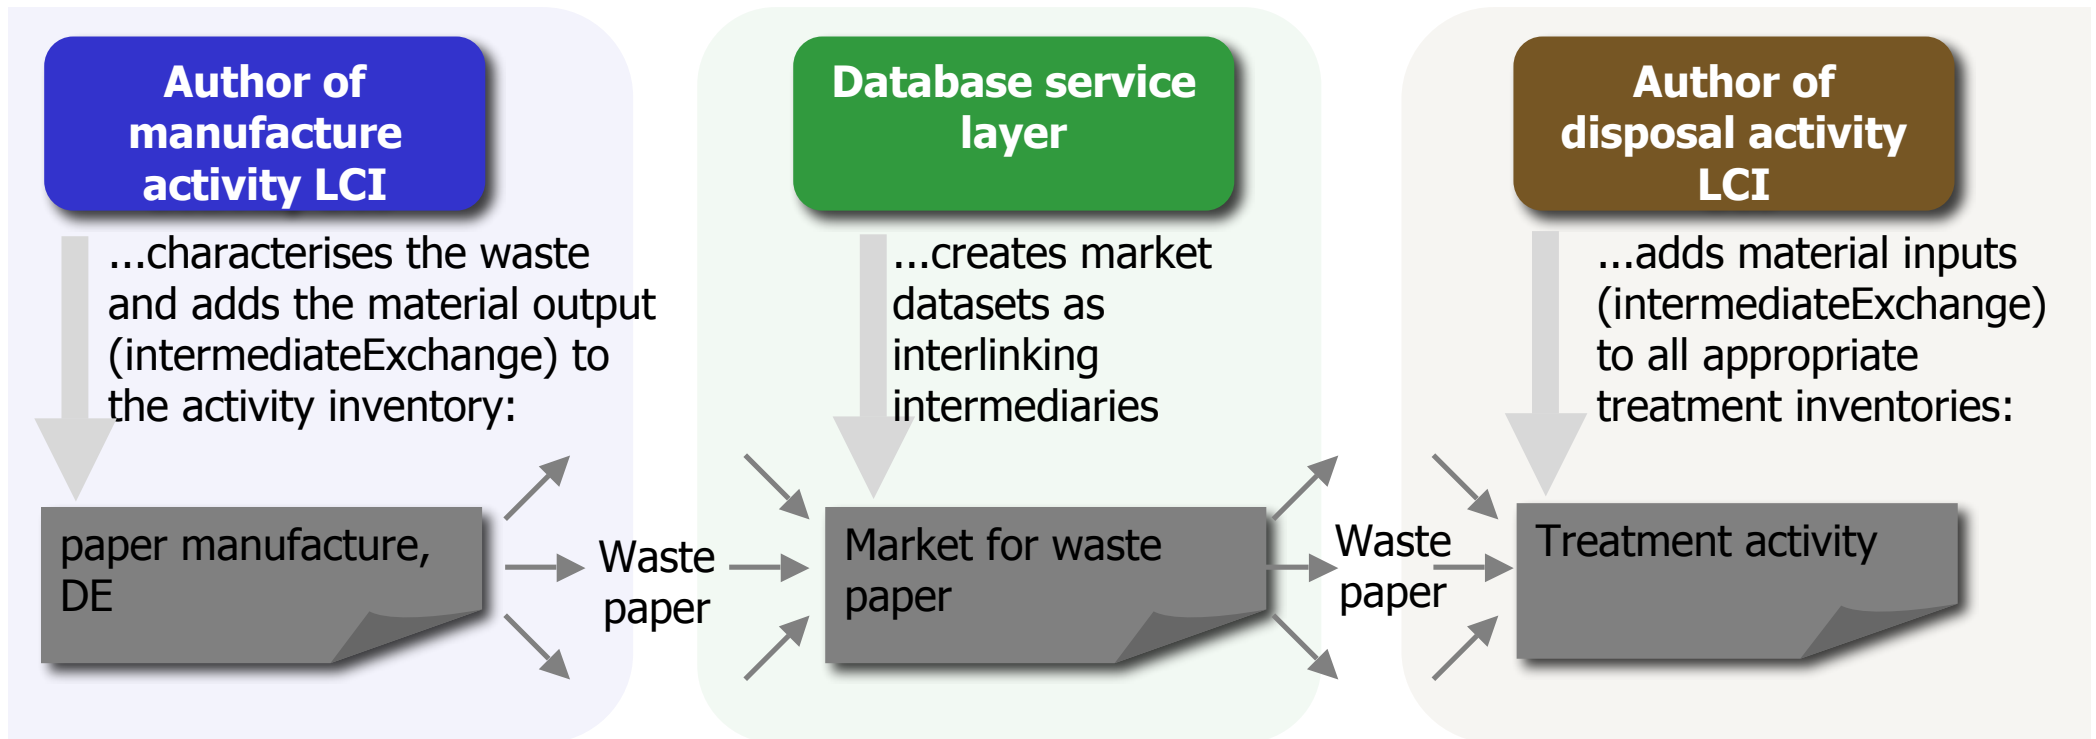 Author of
manufacture
activity LCI
...characterises the waste
and adds the material output
(intermediateExchange) to
the activity inventory:
paper manufacture,
DE
Waste
paper
Database service
layer
...creates market
datasets as
interlinking
intermediaries
Market for waste
paper
Waste
paper
Author of
disposal activity
LCI
...adds material inputs
(intermediateExchange)
to all appropriate
treatment inventories:
Treatment activity